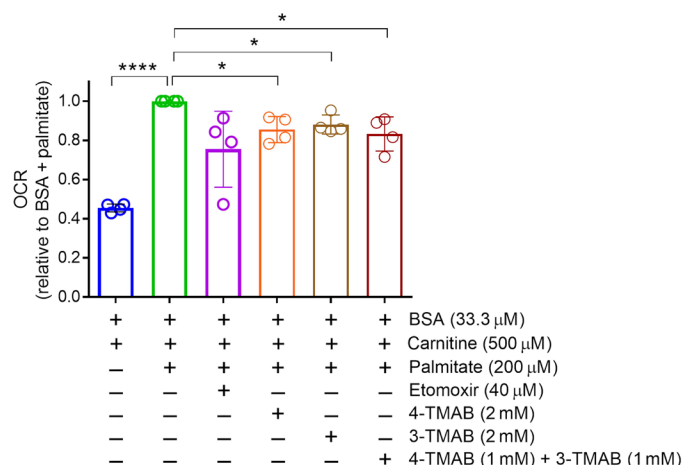 *
*
**** *
OCR
(relative to BSA + palmitate)
1.0
0.8
0.6
0.4
0.2
0.0
+ + + + + + BSA (33.3 μM)
+ + + + + + Carnitine (500 μM)
– + + + + + Palmitate (200 μM)
– – + – – – Etomoxir (40 μM)
– – – + – – 4-TMAB (2 mM)
– – – – + – 3-TMAB (2 mM)
– – – – – + 4-TMAB (1 mM) + 3-TMAB (1 mM)